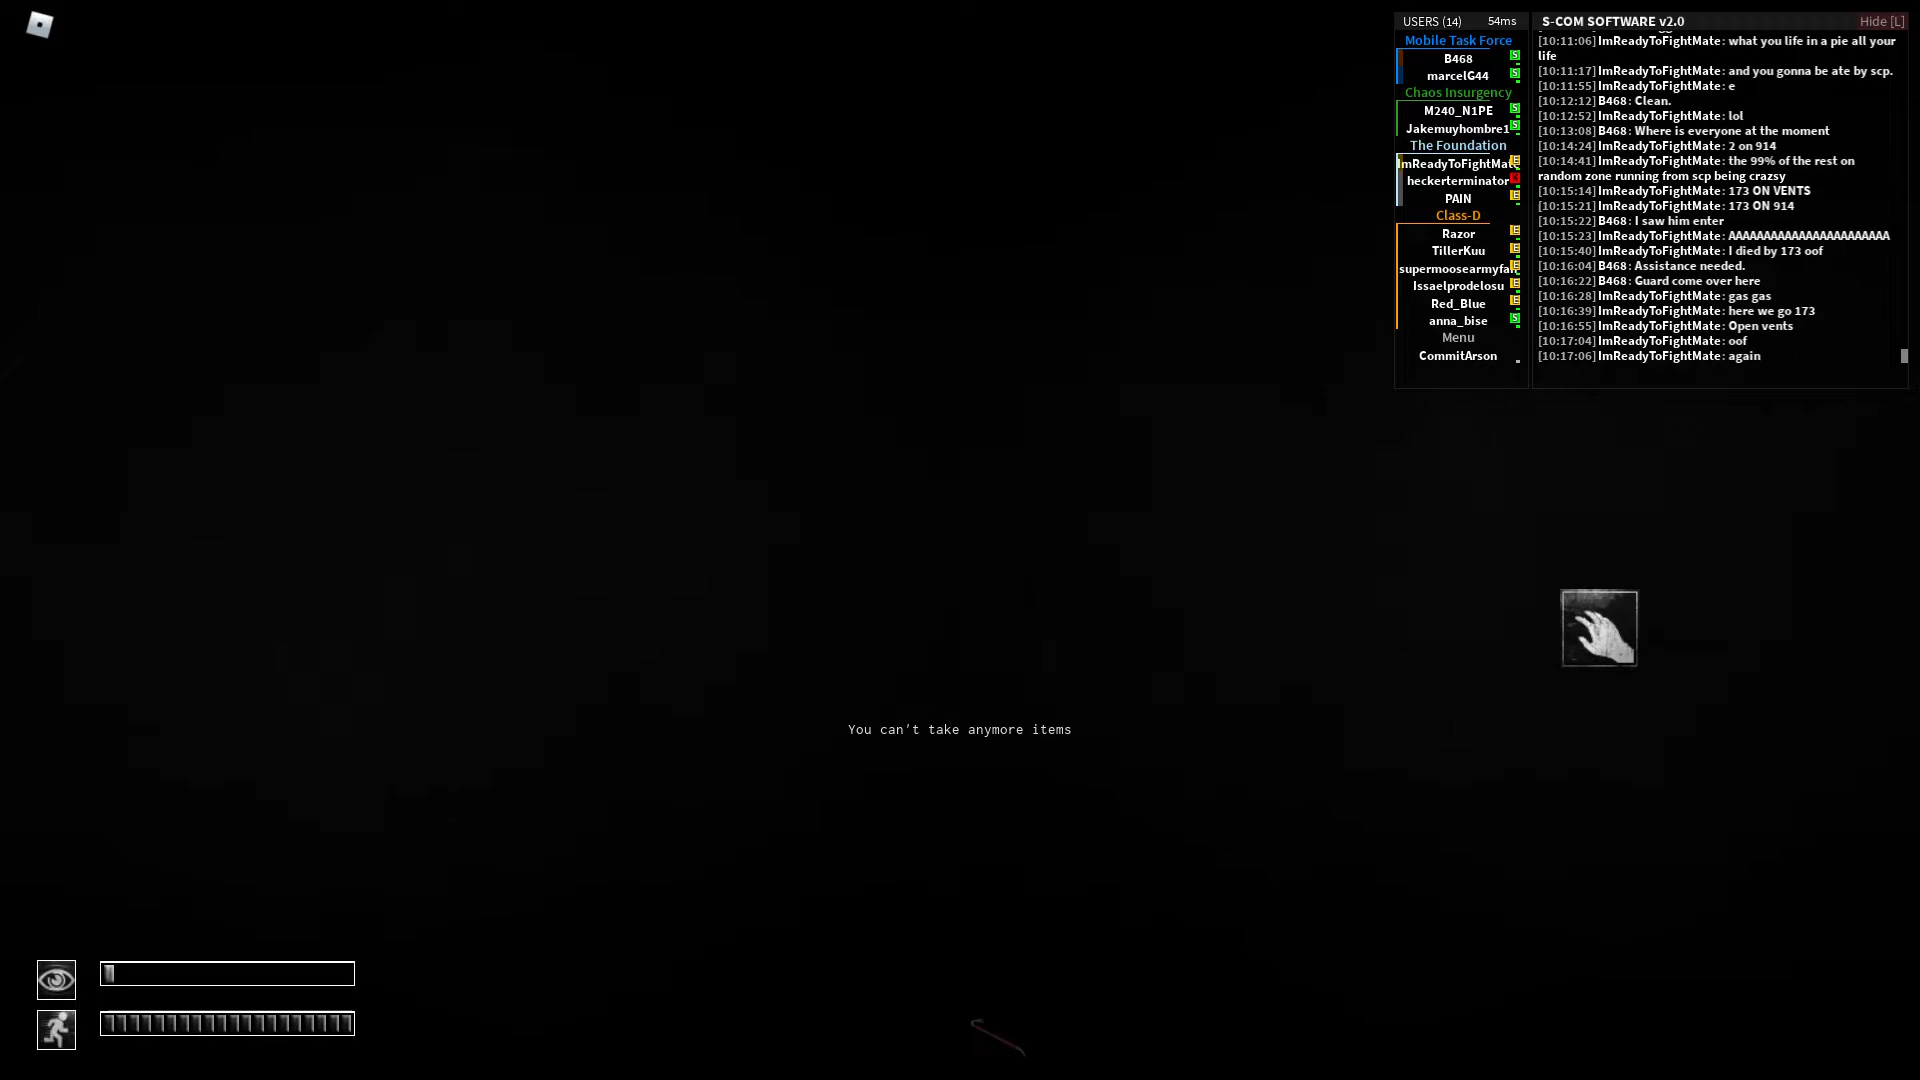 USERS (14) 54ms
Mobile Task Force
B468
marcelG44
Chaos Insurgency
M240_N1PE
Jakemuyhombre1
The Foundation
ImReadyToFightMate
heckerterminator
PAIN
Class-D
Razor
TillerKuu
supermoosearmyfan
Issaelprodelosu
Red_Blue
anna_bise
Menu
CommitArson
S-COM SOFTWARE v2.0 Hide [L]
[10:11:06] ImReadyToFightMate: what you life in a pie all your
life
[10:11:17] ImReadyToFightMate: and you gonna be ate by scp.
[10:11:55] ImReadyToFightMate: e
[10:12:12] B468: Clean.
[10:12:52] ImReadyToFightMate: lol
[10:13:08] B468: Where is everyone at the moment
[10:14:24] ImReadyToFightMate: 2 on 914
[10:14:41] ImReadyToFightMate: the 99% of the rest on
random zone running from scp being crazsy
[10:15:14] ImReadyToFightMate: 173 ON VENTS
[10:15:21] ImReadyToFightMate: 173 ON 914
[10:15:22] B468: I saw him enter
[10:15:23] ImReadyToFightMate: AAAAAAAAAAAAAAAAAAAAAAA
[10:15:40] ImReadyToFightMate: I died by 173 oof
[10:16:04] B468: Assistance needed.
[10:16:22] B468: Guard come over here
[10:16:28] ImReadyToFightMate: gas gas
[10:16:39] ImReadyToFightMate: here we go 173
[10:16:55] ImReadyToFightMate: Open vents
[10:17:04] ImReadyToFightMate: oof
[10:17:06] ImReadyToFightMate: again
You can't take anymore items